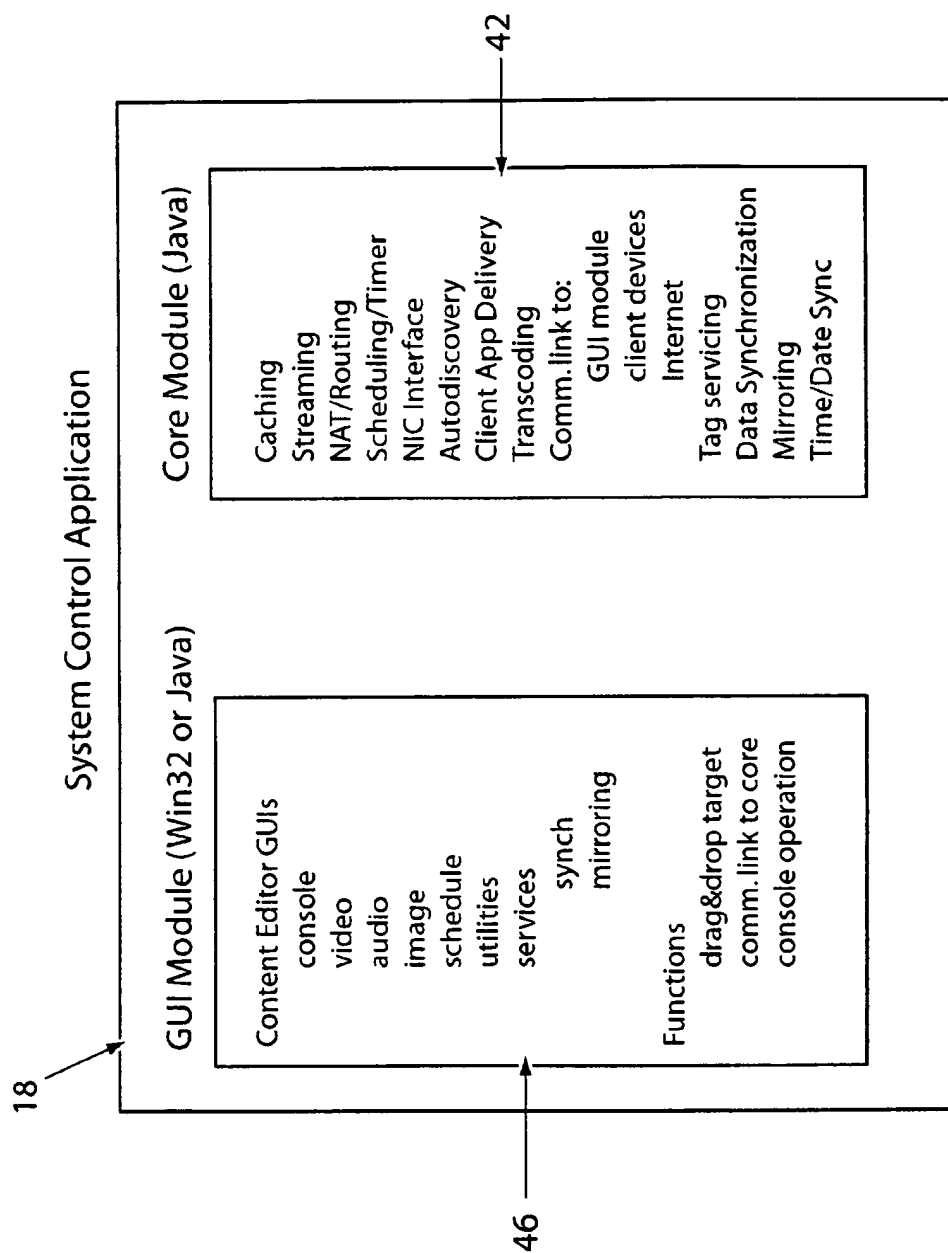 System Control Application
18
GUI Module (Win32 or Java)
Content Editor GUIs
console
video
audio
image
schedule
utilities
services
synch
mirroring
Functions
drag&drop target
comm. link to core
console operation
46
Core Module (Java)
Caching
Streaming
NAT/Routing
Scheduling/Timer
NIC Interface
Autodiscovery
Client App Delivery
Transcoding
Comm. link to:
GUI module
client devices
Internet
Tag servicing
Data Synchronization
Mirroring
Time/Date Sync
42